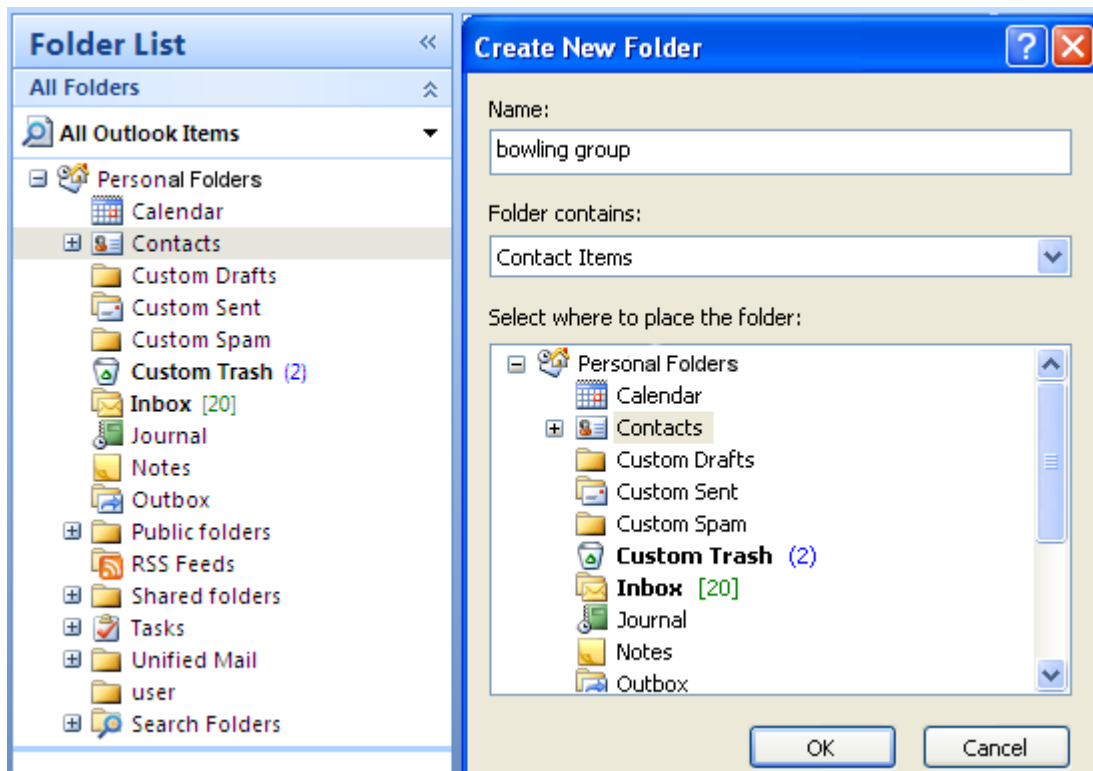 Folder List
All Folders
All Outlook Items
Personal Folders
Calendar
Contacts
Custom Drafts
Custom Sent
Custom Spam
Custom Trash (2)
Inbox [20]
Journal
Notes
Outbox
Public folders
RSS Feeds
Shared folders
Tasks
Unified Mail
user
Search Folders
Create New Folder
Name:
bowling group
Folder contains:
Contact Items
Select where to place the folder:
Personal Folders
Calendar
Contacts
Custom Drafts
Custom Sent
Custom Spam
Custom Trash (2)
Inbox [20]
Journal
Notes
Outbox
OK Cancel